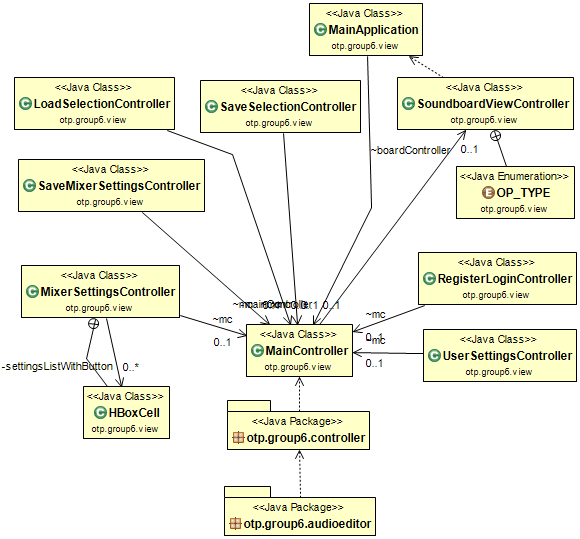 <<Java Class>>
MainApplication
otp.group6.view
<<Java Class>>
LoadSelectionController
otp.group6.view
<<Java Class>>
SaveSelectionController
otp.group6.view
<<Java Class>>
SoundboardViewController
otp.group6.view
~boardController
0..1
<<Java Class>>
SaveMixerSettingsController
otp.group6.view
<<Java Enumeration>>
OP_TYPE
otp.group6.view
<<Java Class>>
MixerSettingsController
otp.group6.view
<<Java Class>>
RegisterLoginController
otp.group6.view
~mainController
0..1
~mc
0..1
~mc
0..1
~mc
0..1
<<Java Class>>
MainController
otp.group6.view
<<Java Class>>
UserSettingsController
otp.group6.view
-settingsListWithButton
0..*
<<Java Class>>
HBoxCell
otp.group6.view
<<Java Package>>
otp.group6.controller
<<Java Package>>
otp.group6.audioeditor